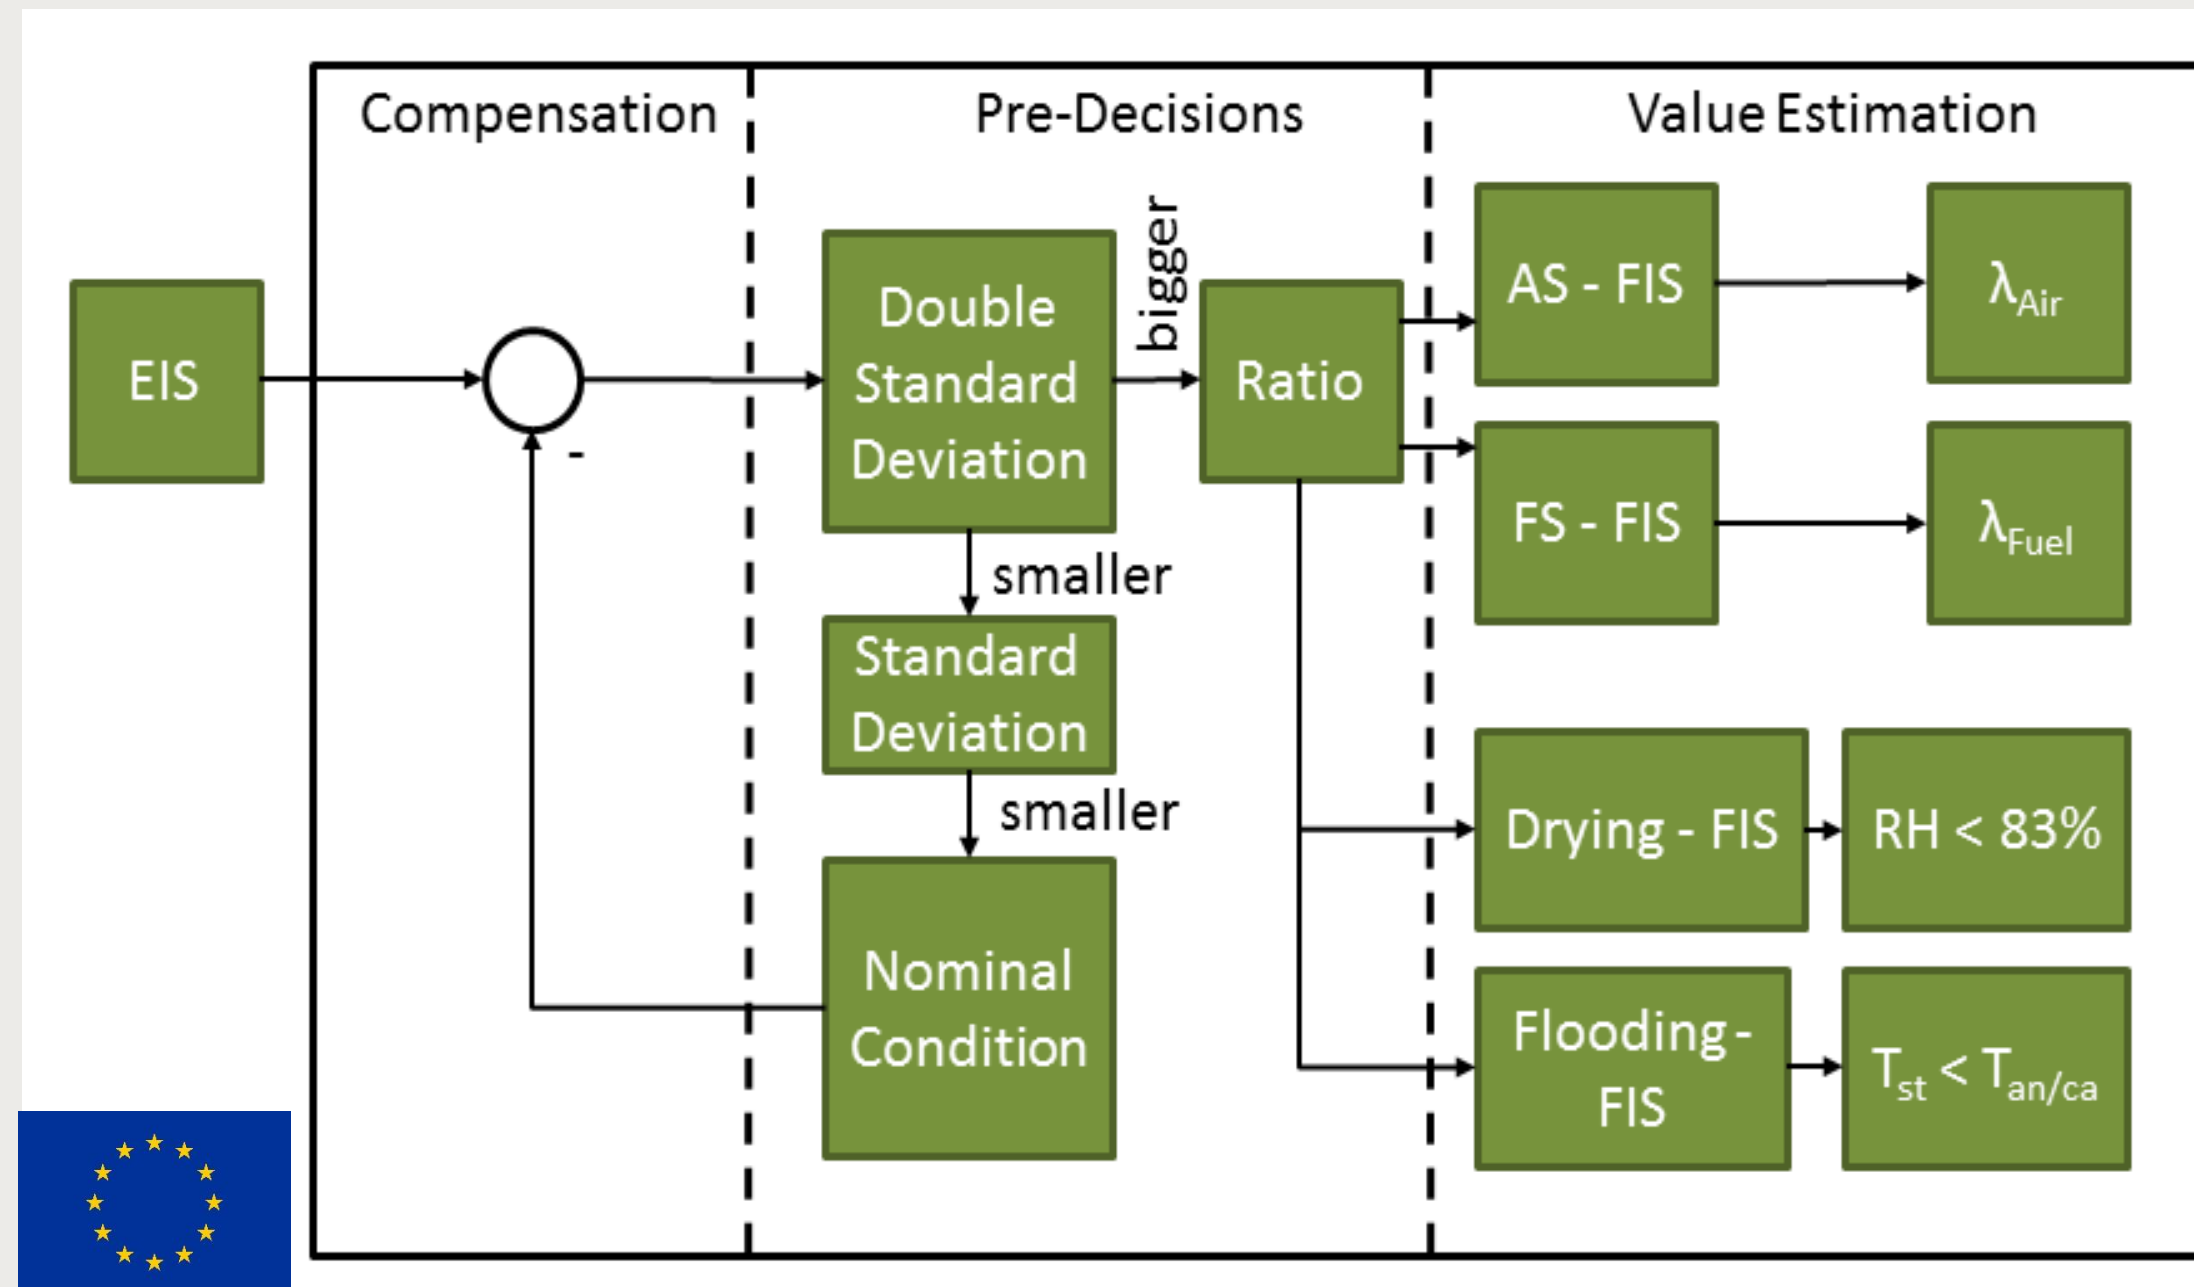 Compensation
Pre-Decisions
Value Estimation
EIS
-
Double
Standard
Deviation
bigger
Ratio
smaller
Standard
Deviation
smaller
Nominal
Condition
AS - FIS
λAir
FS - FIS
λFuel
Drying - FIS
RH < 83%
Flooding -
FIS
Tst < Tan/ca